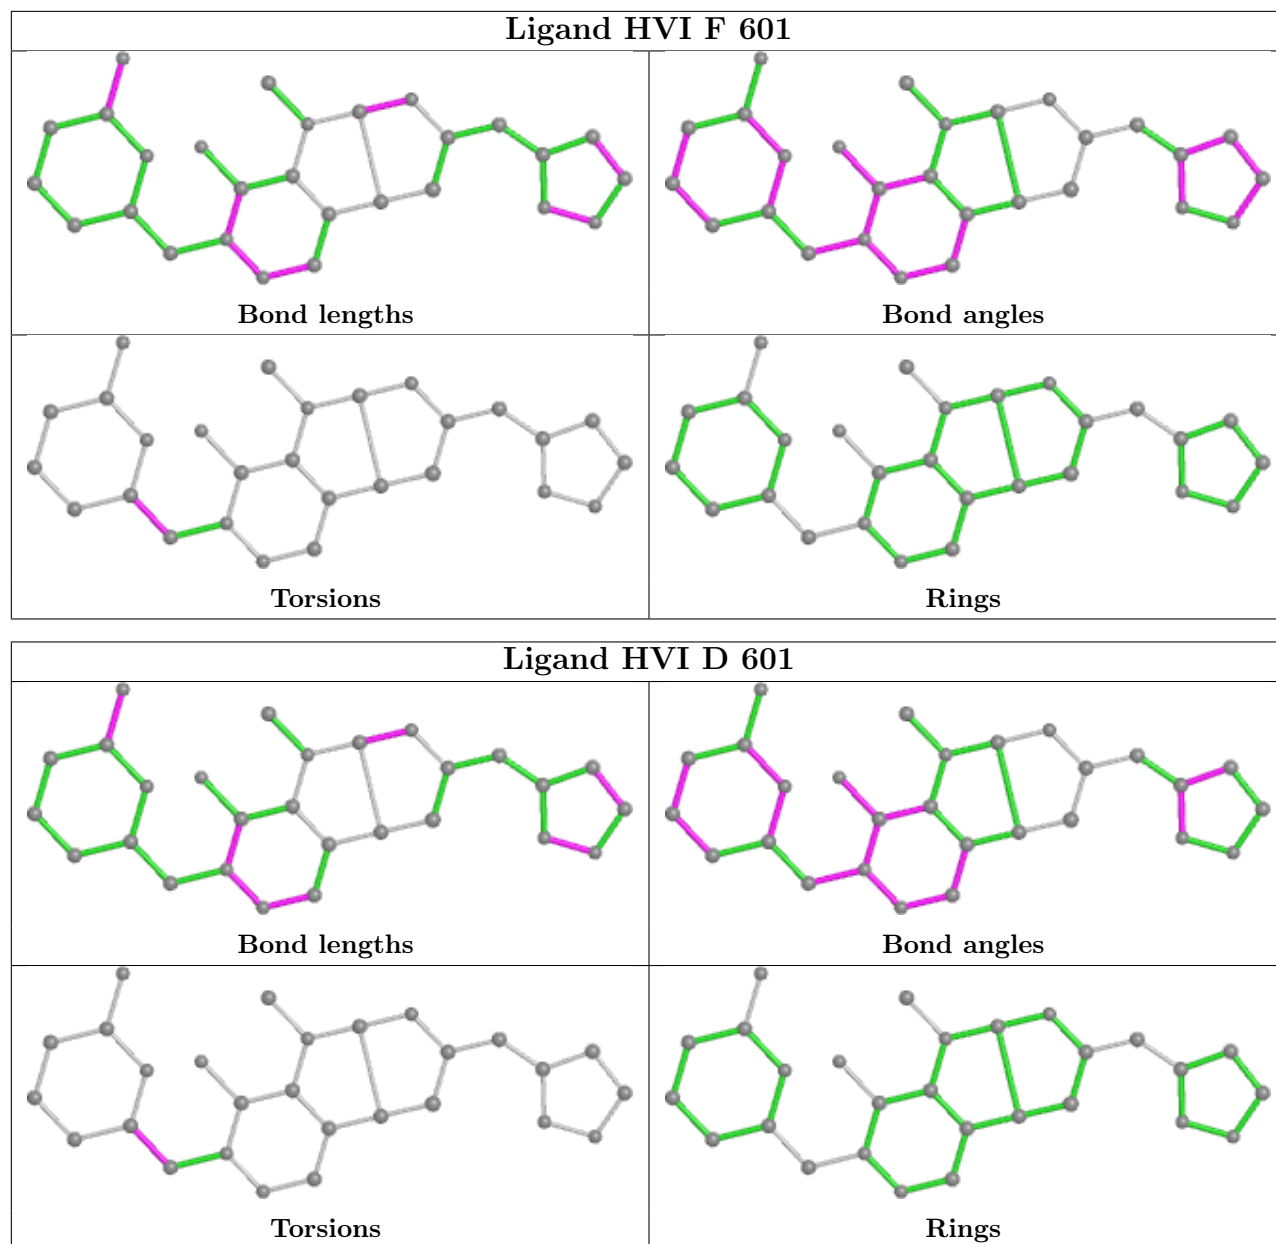 Ligand HVI F 601
Bond lengths
Bond angles
Torsions
Rings
Ligand HVI D 601
Bond lengths
Bond angles
Torsions
Rings